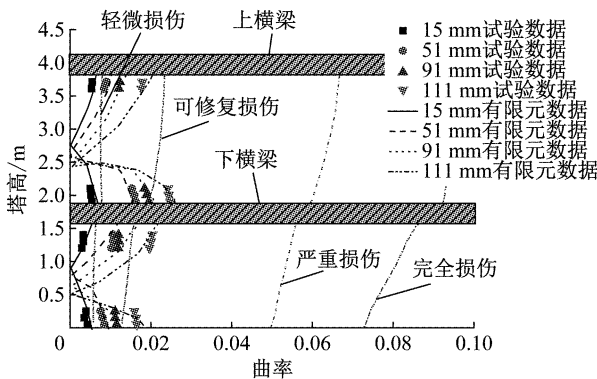 轻微损伤
上横梁
4.5
4.0
3.5
3.0
2.5
2.0
1.5
1.0
0.5
塔高/m
可修复损伤
下横梁
严重损伤
完全损伤
15 mm试验数据
51 mm试验数据
91 mm试验数据
111 mm试验数据
15 mm有限元数据
51 mm有限元数据
91 mm有限元数据
111 mm有限元数据
0 0.02 0.04 0.06 0.08 0.10
曲率